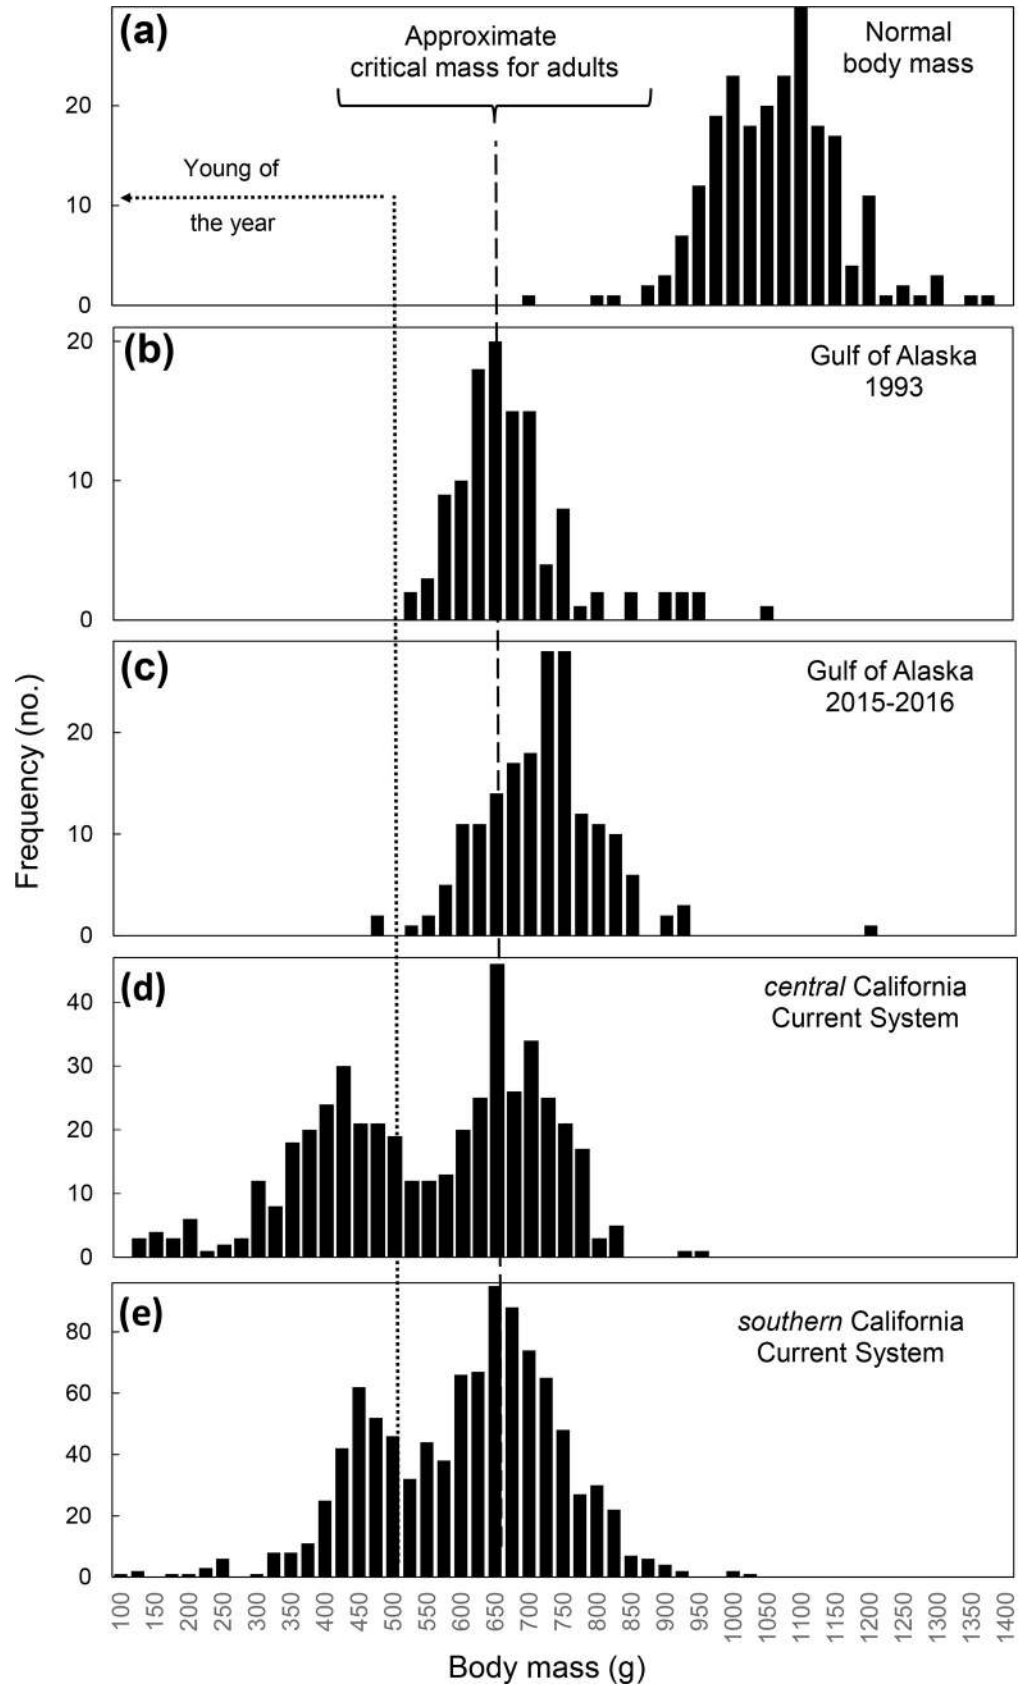 (a)
Approximate
critical mass for adults
Normal
body mass
Young of
the year
20
10
0
(b)
Gulf of Alaska
1993
20
10
0
(c)
Gulf of Alaska
2015-2016
20
10
0
Frequency (no.)
(d)
central California
Current System
40
30
20
10
0
(e)
southern California
Current System
80
60
40
20
0
100
150
200
250
300
350
400
450
500
550
600
650
700
750
800
850
900
950
1000
1050
1100
1150
1200
1250
1300
1350
1400
Body mass (g)